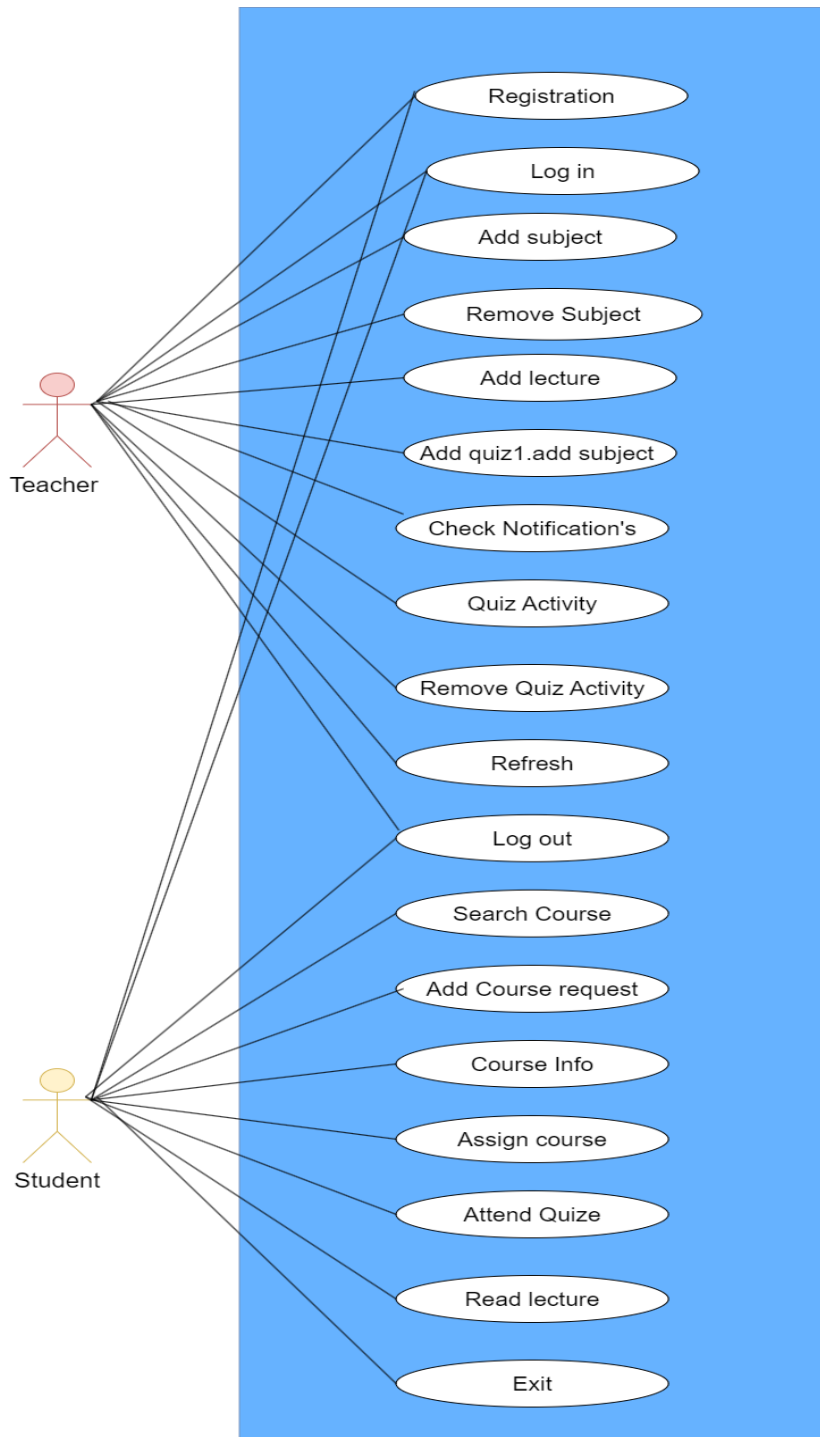 Registration
Log in
Add subject
Remove Subject
Add lecture
Teacher
Add quiz1.add subject
Check Notification's
Quiz Activity
Remove Quiz Activity
Refresh
Log out
Search Course
Add Course request
Course Info
Assign course
Student
Attend Quize
Read lecture
Exit